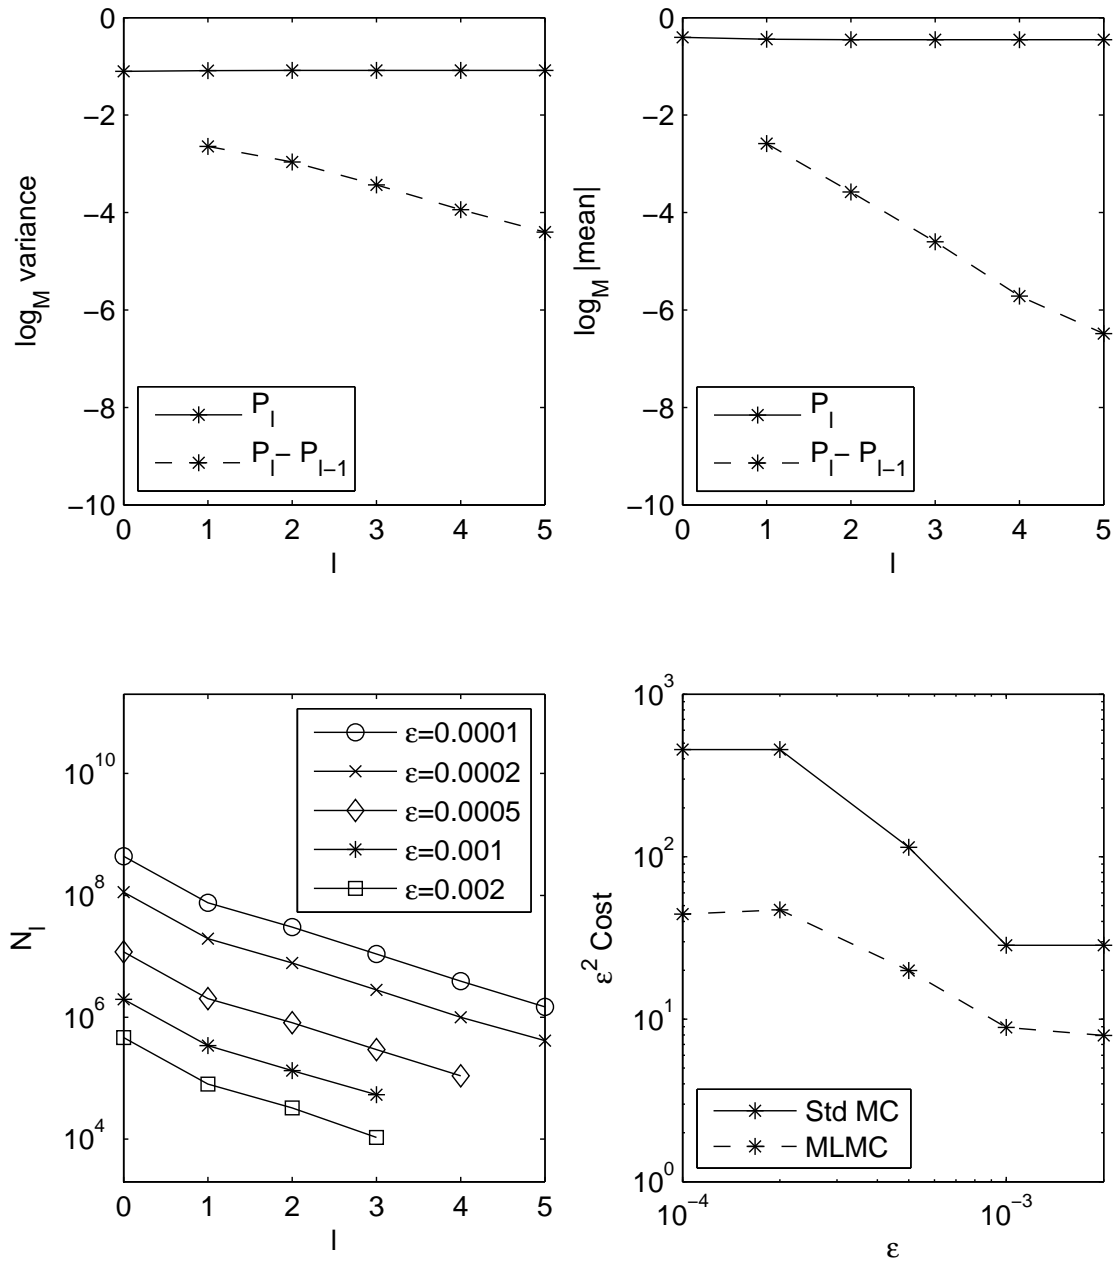 0
−2
−4
−6
−8
−10
log_M variance
P_l
P_l − P_{l−1}
0 1 2 3 4 5
l
0
−2
−4
−6
−8
−10
log_M |mean|
P_l
P_l − P_{l−1}
0 1 2 3 4 5
l
10^10
10^8
10^6
10^4
N_l
ε=0.0001
ε=0.0002
ε=0.0005
ε=0.001
ε=0.002
0 1 2 3 4 5
l
10^3
10^2
10^1
10^0
ε^2 Cost
Std MC
MLMC
10^−4 10^−3
ε